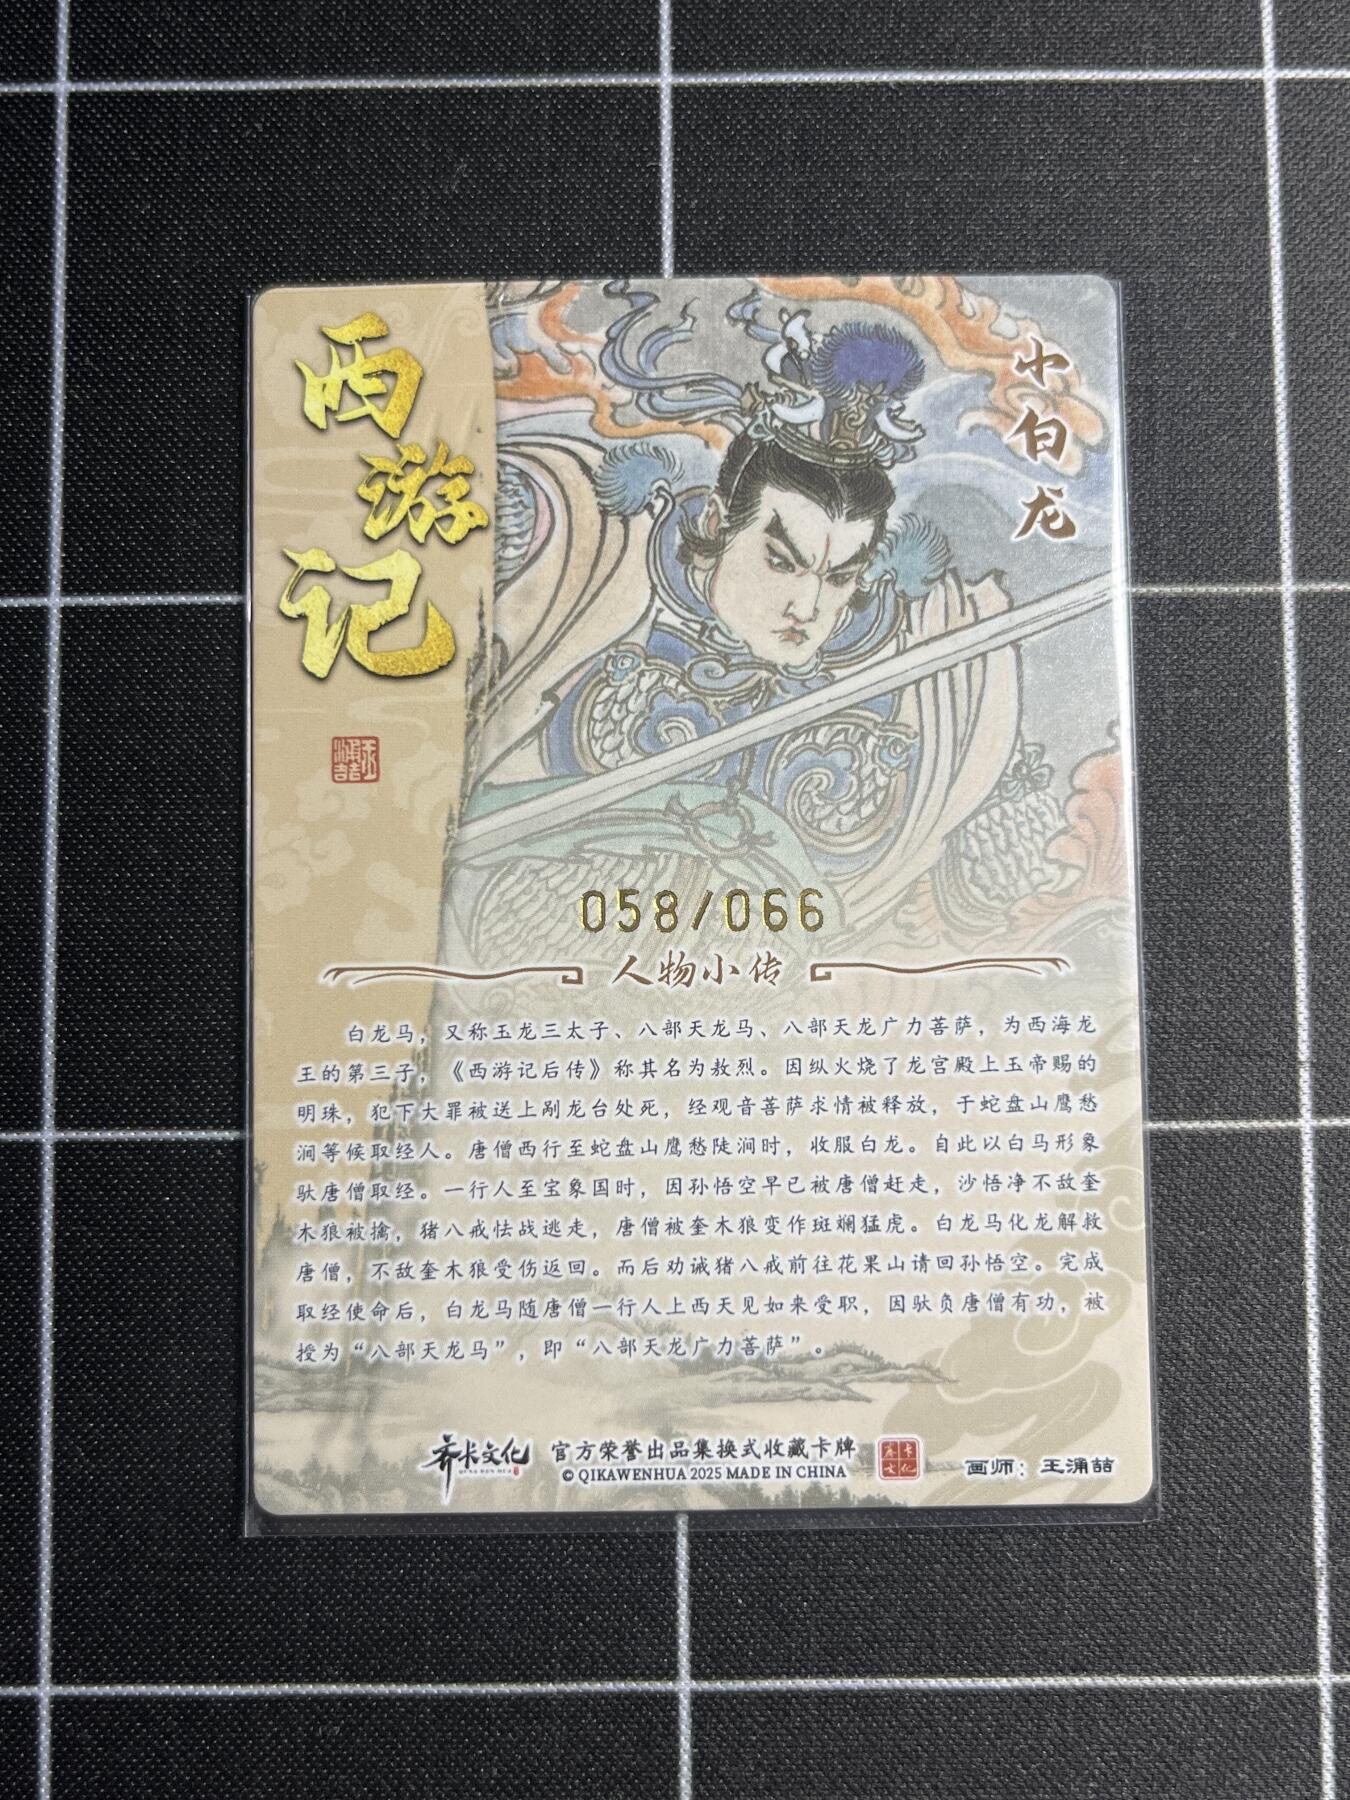 西游记
小白龙
058/066
人物小传
白龙马，又称玉龙三太子、八部天龙马、八部天龙广力菩萨，为西海龙
王的第三子，《西游记后传》称其名为敖烈。因纵火烧了龙宫殿上玉帝赐的
明珠，犯下大罪被送上剐龙台处死，经观音菩萨求情被释放，于蛇盘山鹰愁
涧等候取经人。唐僧西行至蛇盘山鹰愁陡涧时，收服白龙。自此以白马形象
驮唐僧取经。一行人至宝象国时，因孙悟空早已被唐僧赶走，沙悟净不敌奎
木狼被擒，猪八戒怯战逃走，唐僧被奎木狼变作斑斓猛虎。白龙马化龙解救
唐僧，不敌奎木狼受伤返回。而后劝诫猪八戒前往花果山请回孙悟空。完成
取经使命后，白龙马随唐僧一行人上西天见如来受职，因驮负唐僧有功，被
授为“八部天龙马”，即“八部天龙广力菩萨”。
齐卡文化
QI KA WEN HUA
官方荣誉出品集换式收藏卡牌
© QIKAWENHUA 2025 MADE IN CHINA
齐卡文化
画师：王涌喆